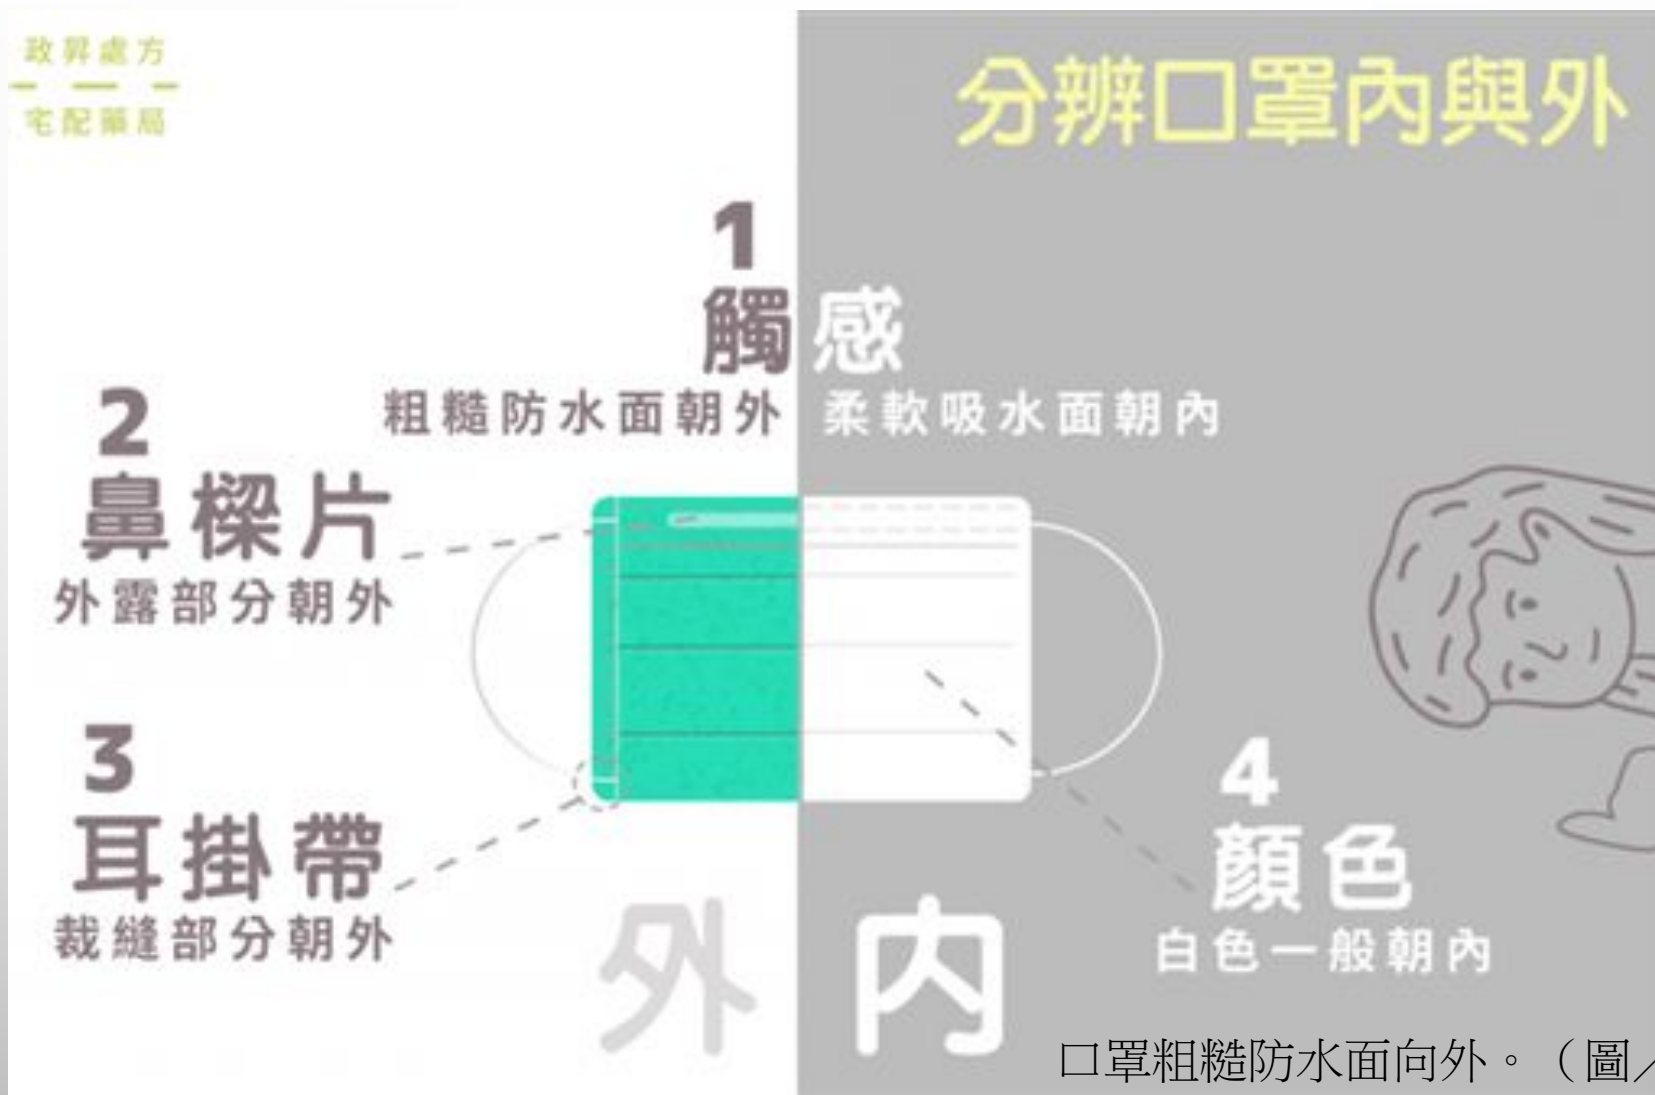 政昇處方
宅配藥局
分辨口罩內與外
1
觸感
粗糙防水面朝外 柔軟吸水面朝內
2
鼻樑片
外露部分朝外
3
耳掛帶
裁縫部分朝外
4
顏色
白色一般朝內
外 內
口罩粗糙防水面向外。（圖／